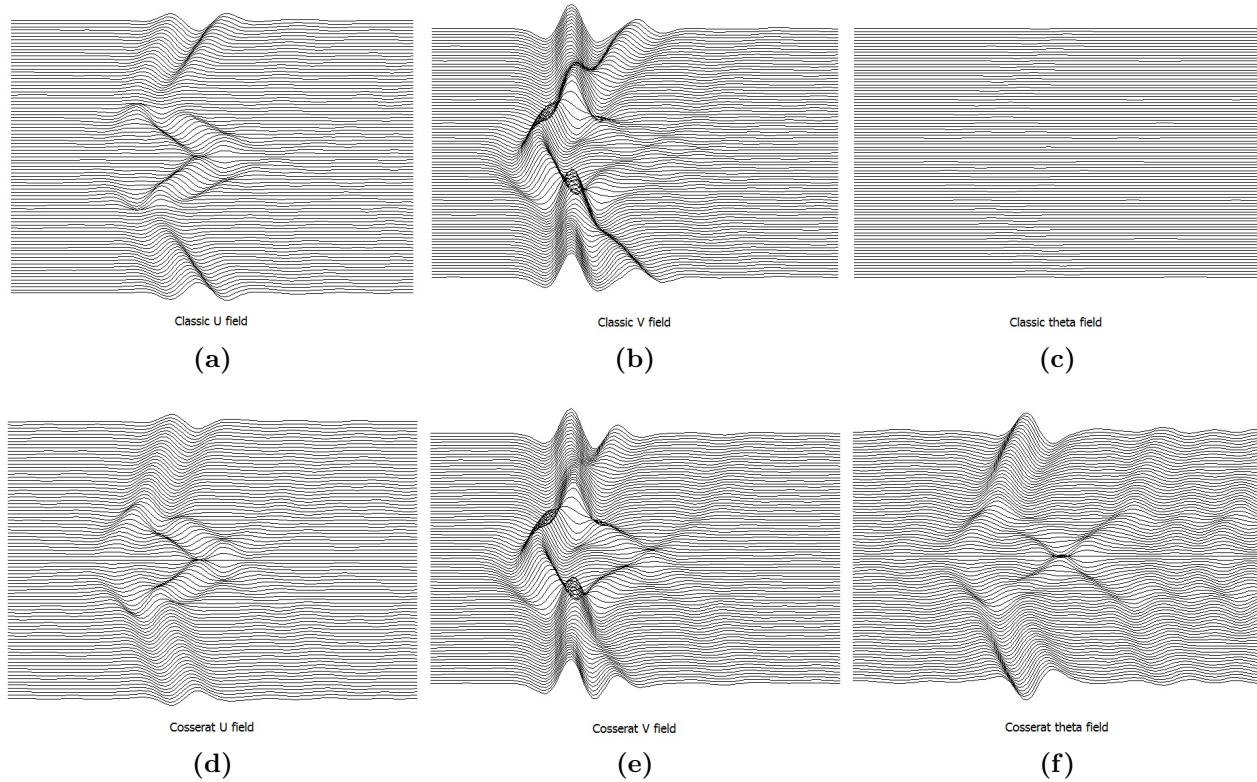 Classic U field
Classic V field
Classic theta field
(a)
(b)
(c)
Cosserat U field
Cosserat V field
Cosserat theta field
(d)
(e)
(f)